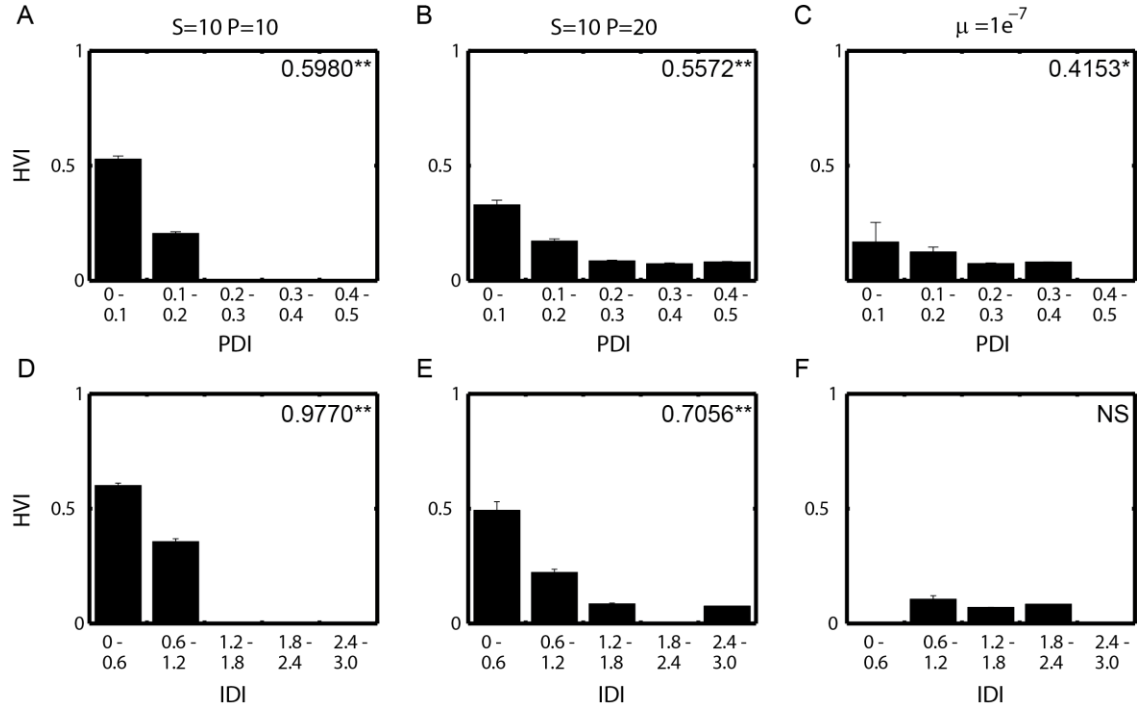 A
S=10 P=10
B
S=10 P=20
C
μ =1e⁻⁷
HVI
1
0.5
0
0.5980**
0 - 0.1
0.1 - 0.2
0.2 - 0.3
0.3 - 0.4
0.4 - 0.5
PDI
1
0.5
0
0.5572**
0 - 0.1
0.1 - 0.2
0.2 - 0.3
0.3 - 0.4
0.4 - 0.5
PDI
1
0.5
0
0.4153*
0 - 0.1
0.1 - 0.2
0.2 - 0.3
0.3 - 0.4
0.4 - 0.5
PDI
D
HVI
1
0.5
0
0.9770**
0 - 0.6
0.6 - 1.2
1.2 - 1.8
1.8 - 2.4
2.4 - 3.0
IDI
E
1
0.5
0
0.7056**
0 - 0.6
0.6 - 1.2
1.2 - 1.8
1.8 - 2.4
2.4 - 3.0
IDI
F
1
0.5
0
NS
0 - 0.6
0.6 - 1.2
1.2 - 1.8
1.8 - 2.4
2.4 - 3.0
IDI